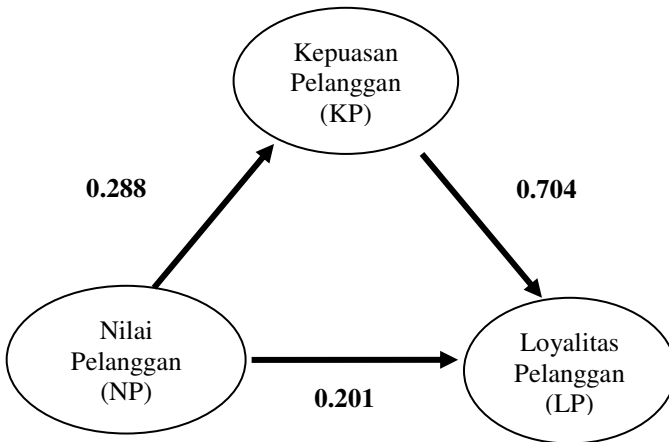 Kepuasan
Pelanggan
(KP)
0.288
0.704
Nilai
Pelanggan
(NP)
Loyalitas
Pelanggan
(LP)
0.201